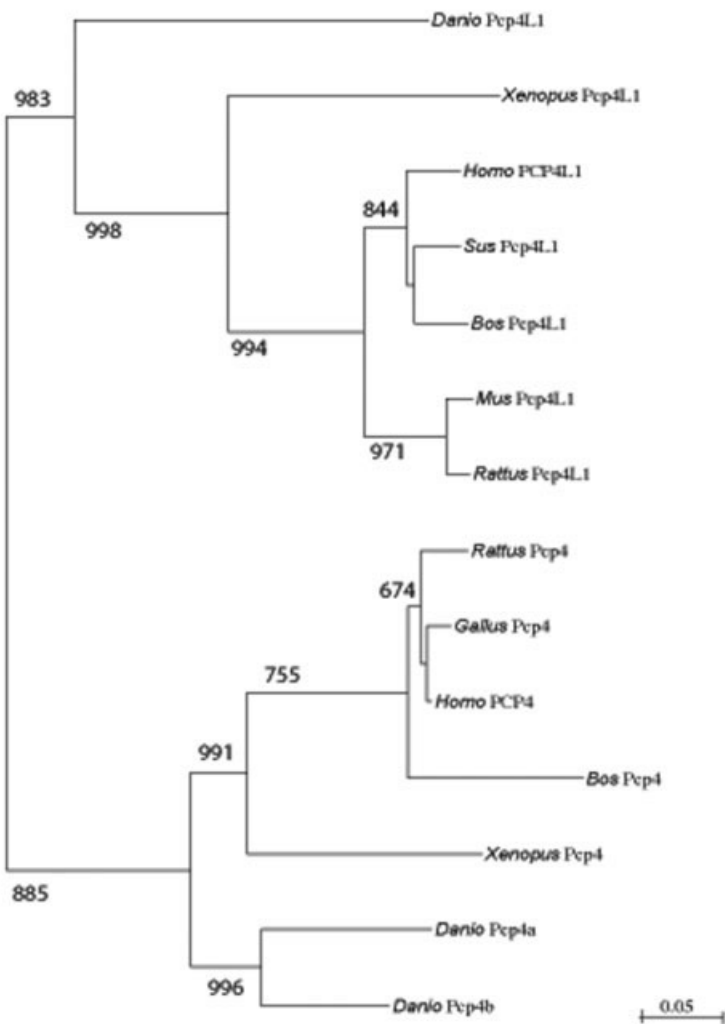 Danio Pcp4L1
983
Xenopus Pcp4L1
Homo PCP4L1
844
998
Sus Pcp4L1
Bos Pcp4L1
994
Mus Pcp4L1
971
Rattus Pcp4L1
Rattus Pcp4
674
Gallus Pcp4
755
Homo PCP4
991
Bos Pcp4
Xenopus Pcp4
885
Danio Pcp4a
996
Danio Pcp4b
0.05